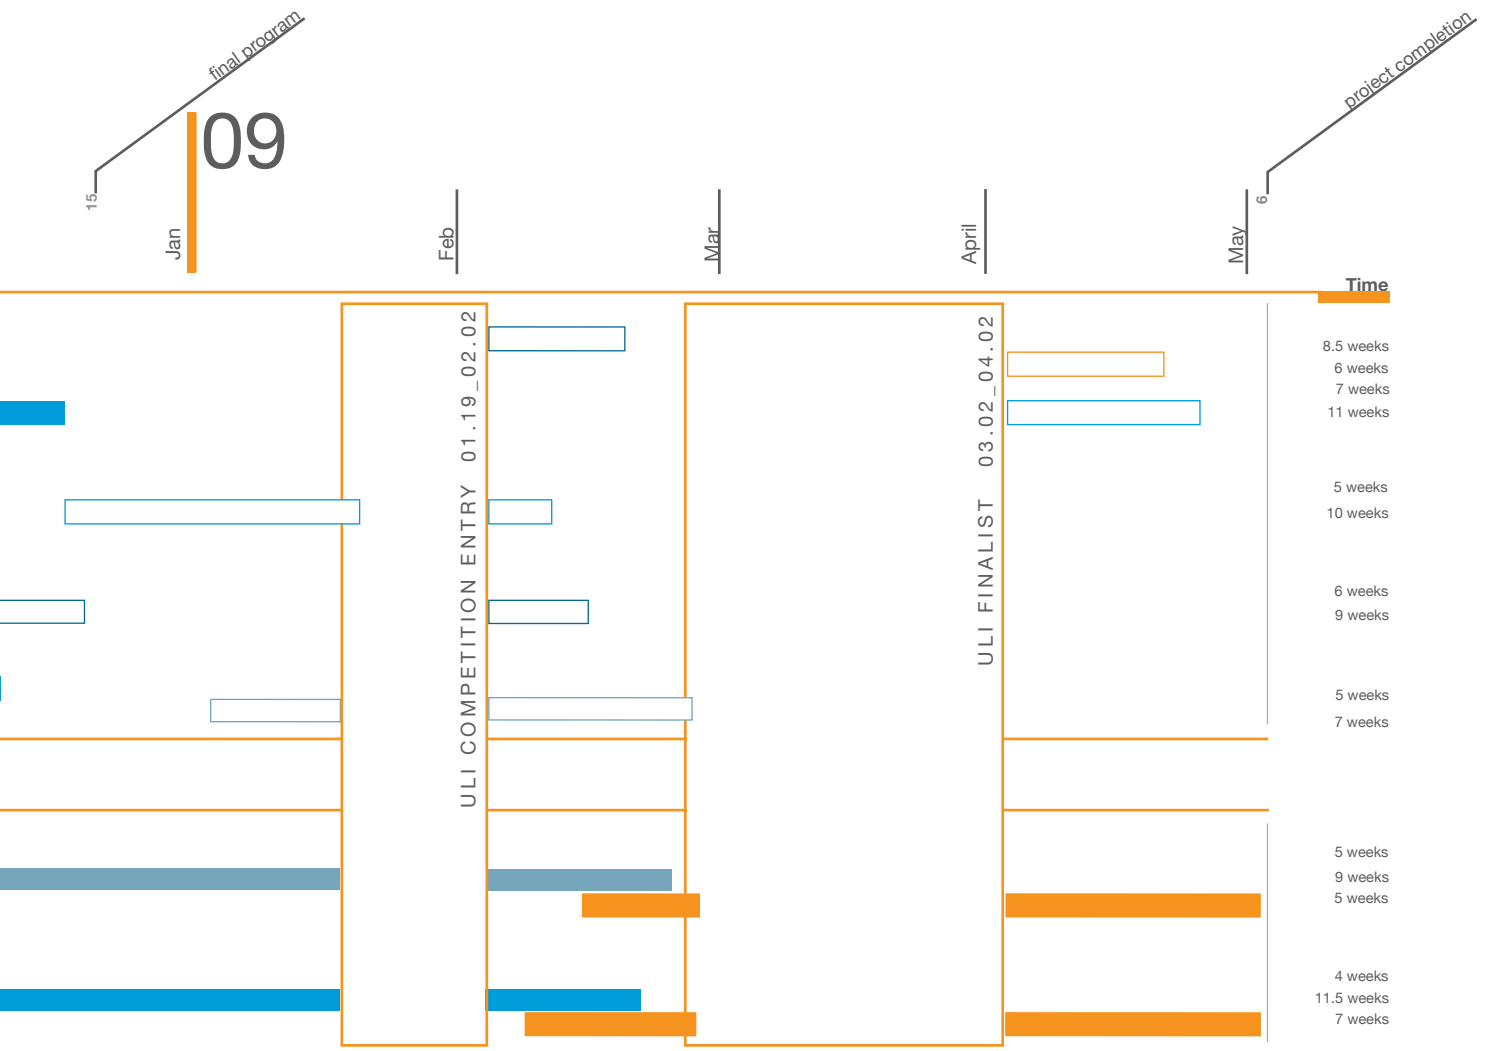 final program
project completion
09
15
6
Jan
Feb
Mar
April
May
Time
ULI COMPETITION ENTRY 01.19_02.02
ULI FINALIST 03.02_04.02
8.5 weeks
6 weeks
7 weeks
11 weeks
5 weeks
10 weeks
6 weeks
9 weeks
5 weeks
7 weeks
5 weeks
9 weeks
5 weeks
4 weeks
11.5 weeks
7 weeks